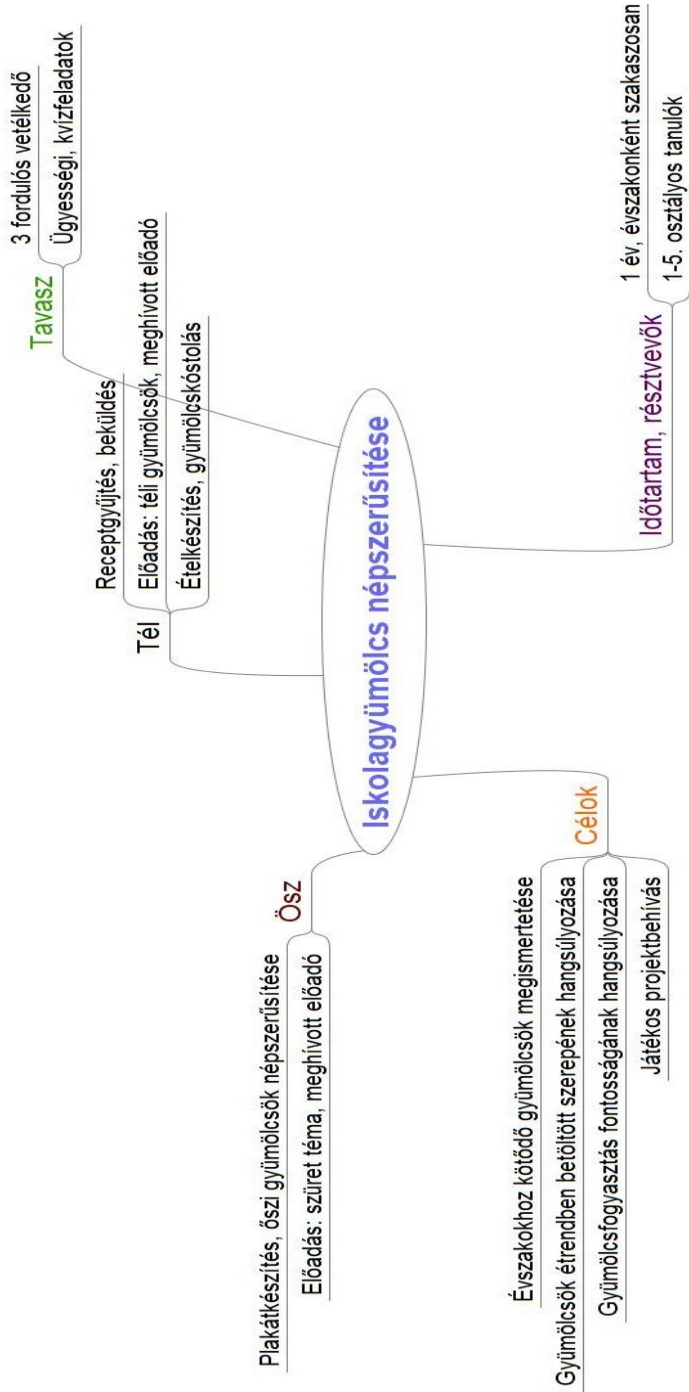 Iskolagyümölcs népszerűsítése
Ősz
Plakátkészítés, őszi gyümölcsök népszerűsítése
Előadás: szüret téma, meghívott előadó
Tél
Receptgyűjtés, beküldés
Előadás: téli gyümölcsök, meghívott előadó
Ételkészítés, gyümölcskóstolás
Tavasz
3 fordulós vetélkedő
Ügyességi, kvízfeladatok
Célok
Évszakokhoz kötődő gyümölcsök megismertetése
Gyümölcsök étrendben betöltött szerepének hangsúlyozása
Gyümölcsfogyasztás fontosságának hangsúlyozása
Játékos projektbehívás
Időtartam, résztvevők
1 év, évszakonként szakaszosan
1-5. osztályos tanulók